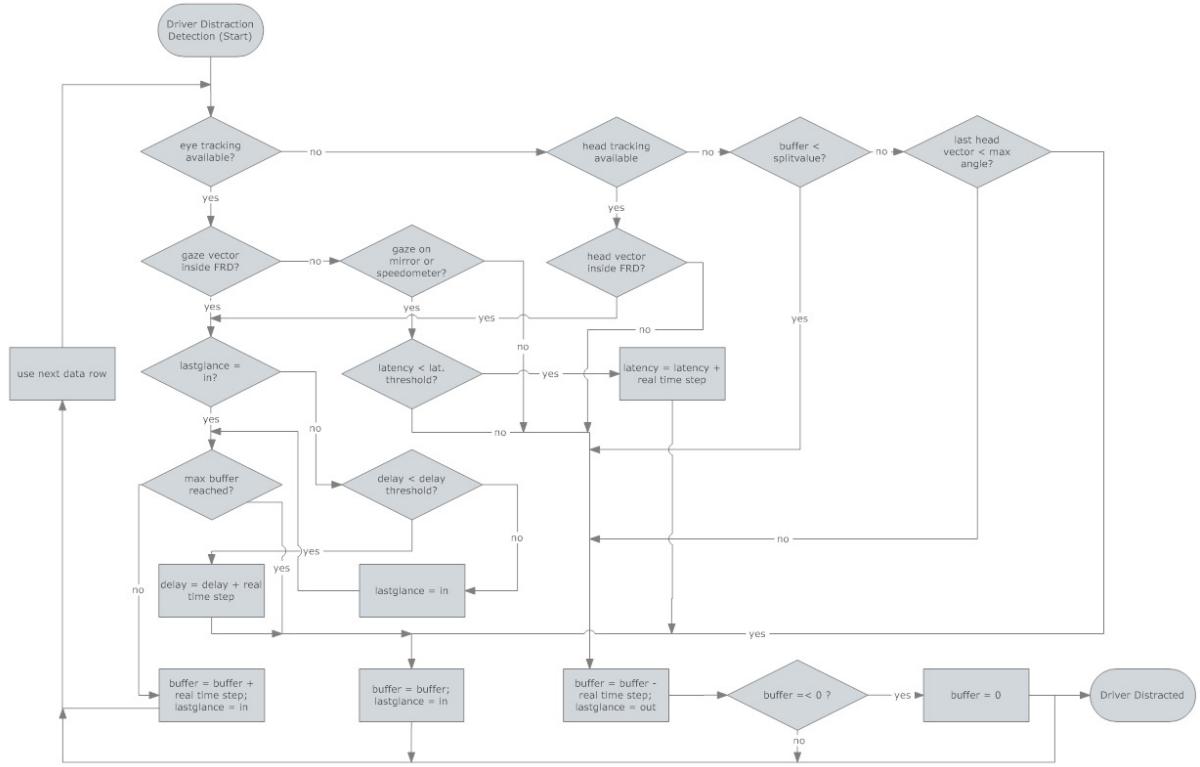 Driver Distraction
Detection (Start)
eye tracking
available?
no
head tracking
available
no
buffer <
splitvalue?
no
last head
vector < max
angle?
yes
yes
gaze vector
inside FRD?
no
gaze on
mirror or
speedometer?
head vector
inside FRD?
yes
yes
yes
yes
no
no
use next data row
lastglance =
in?
latency < lat.
threshold?
yes
latency = latency +
real time step
yes
no
no
max buffer
reached?
delay < delay
threshold?
no
no
yes
yes
no
delay = delay + real
time step
lastglance = in
yes
buffer = buffer +
real time step;
lastglance = in
buffer = buffer;
lastglance = in
buffer = buffer -
real time step;
lastglance = out
buffer =< 0 ?
yes
buffer = 0
Driver Distracted
no